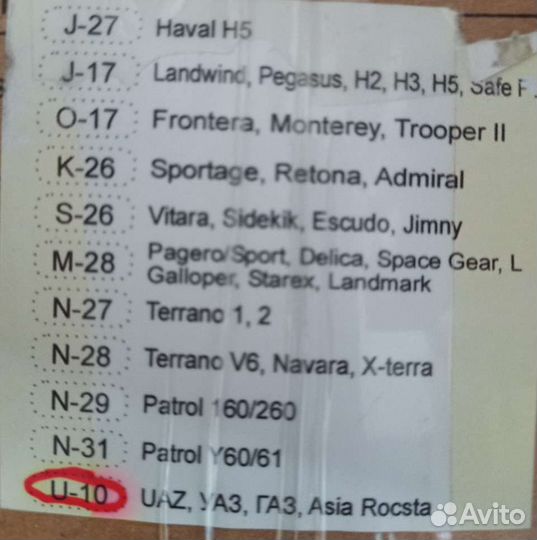 J-27 Haval H5
J-17 Landwind, Pegasus, H2, H3, H5, Safe F
O-17 Frontera, Monterey, Trooper II
K-26 Sportage, Retona, Admiral
S-26 Vitara, Sidekik, Escudo, Jimny
M-28 Pagero/Sport, Delica, Space Gear, L
Galloper, Starex, Landmark
N-27 Terrano 1, 2
N-28 Terrano V6, Navara, X-terra
N-29 Patrol 160/260
N-31 Patrol Y60/61
U-10 UAZ, УАЗ, ГАЗ, Asia Rocsta
Avito